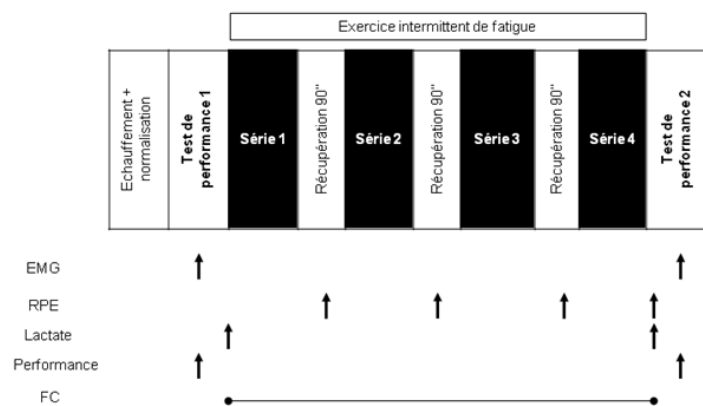 Exercice intermittent de fatigue
Echauffement +
normalisation
Test de
performance 1
Série 1
Récupération 90''
Série 2
Récupération 90''
Série 3
Récupération 90''
Série 4
Test de
performance 2
EMG
RPE
Lactate
Performance
FC